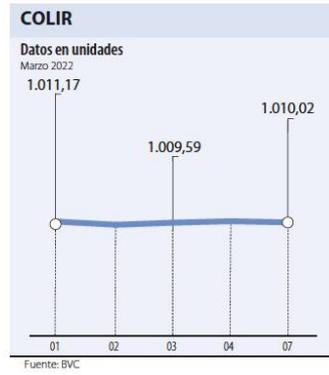 COLIR
Datos en unidades
Marzo 2022
1.011,17
1.010,02
1.009,59
01 02 03 04 07
Fuente: BVC